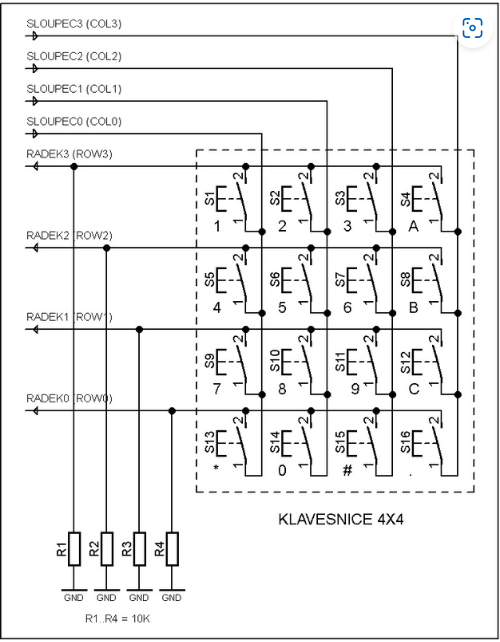 SLOUPEC3 (COL3)
SLOUPEC2 (COL2)
SLOUPEC1 (COL1)
SLOUPEC0 (COL0)
RADEK3 (ROW3)
S1 1 2
1
S2 1 2
2
S3 1 2
3
S4 1 2
A
RADEK2 (ROW2)
S5 1 2
4
S6 1 2
5
S7 1 2
6
S8 1 2
B
RADEK1 (ROW1)
S9 1 2
7
S10 1 2
8
S11 1 2
9
S12 1 2
C
RADEK0 (ROW0)
S13 1 2
*
S14 1 2
0
S15 1 2
#
S16 1 2
.
KLAVESNICE 4X4
R1 R2 R3 R4
GND GND GND GND
R1..R4 = 10K